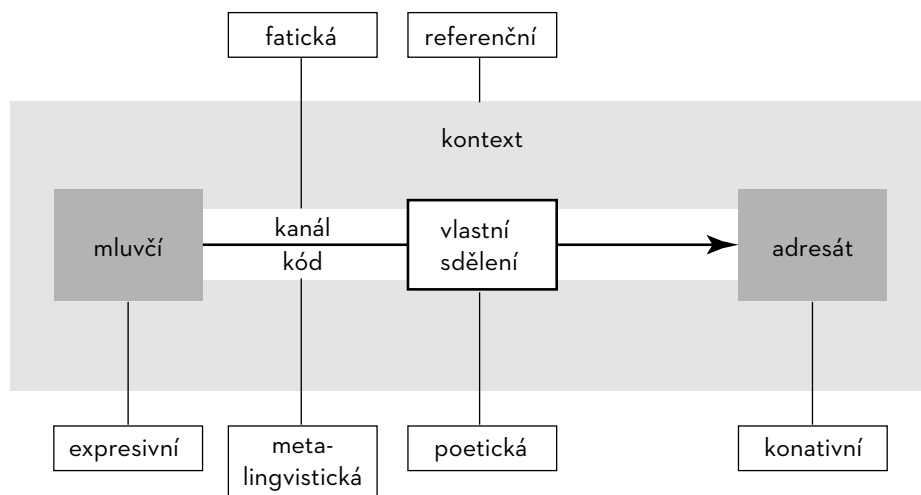 fatická
referenční
kontext
mluvčí
kanál
kód
vlastní
sdělení
adresát
expresivní
meta-
lingvistická
poetická
konativní